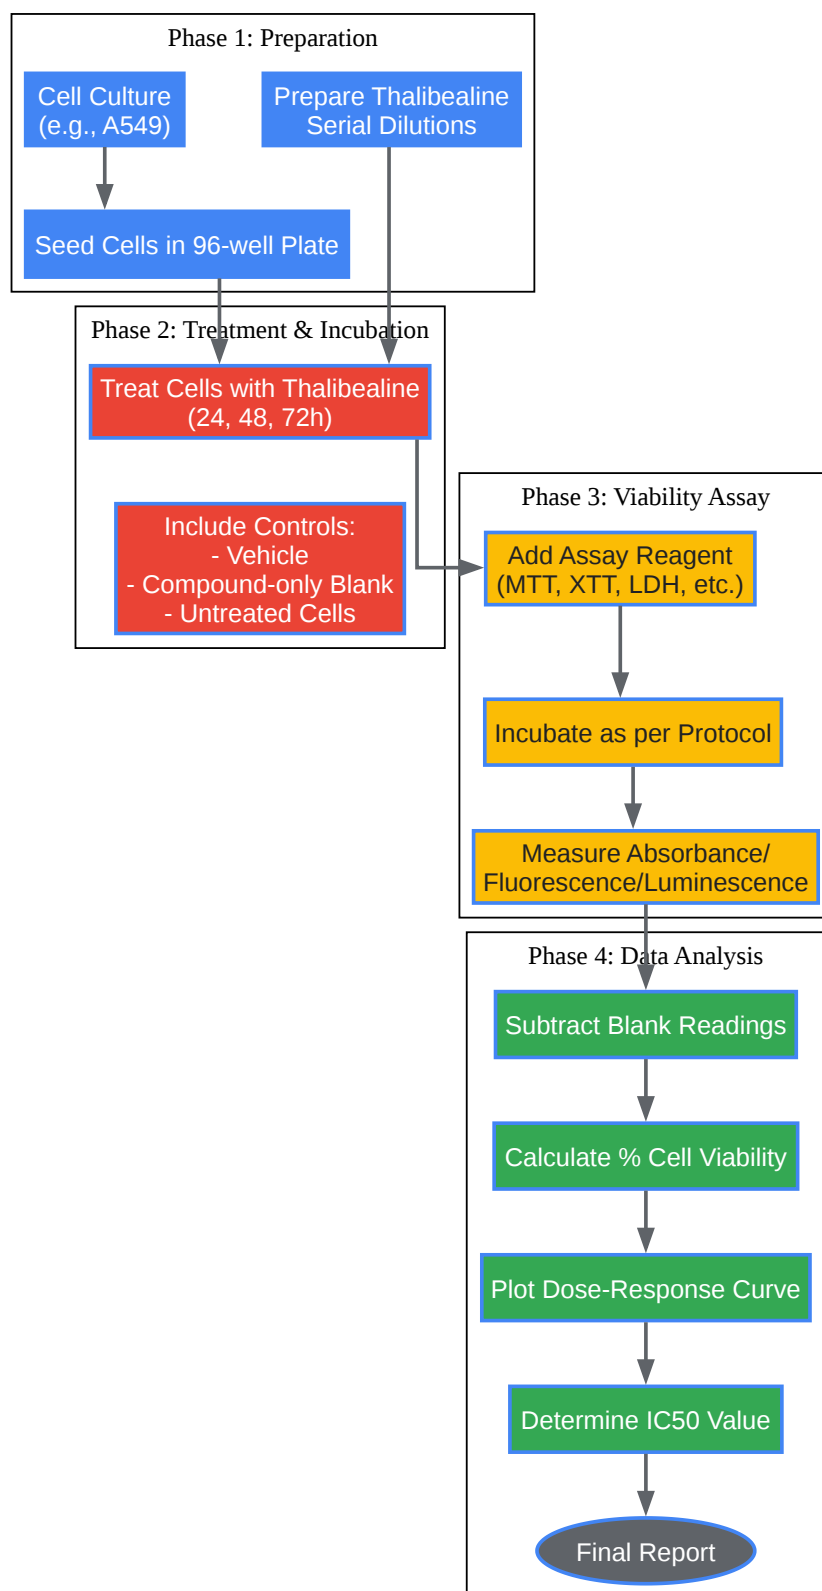 Phase 1: Preparation
Cell Culture
(e.g., A549)
Prepare Thalibealine
Serial Dilutions
Seed Cells in 96-well Plate
Phase 2: Treatment & Incubation
Treat Cells with Thalibealine
(24, 48, 72h)
Include Controls:
- Vehicle
- Compound-only Blank
- Untreated Cells
Phase 3: Viability Assay
Add Assay Reagent
(MTT, XTT, LDH, etc.)
Incubate as per Protocol
Measure Absorbance/
Fluorescence/Luminescence
Phase 4: Data Analysis
Subtract Blank Readings
Calculate % Cell Viability
Plot Dose-Response Curve
Determine IC50 Value
Final Report